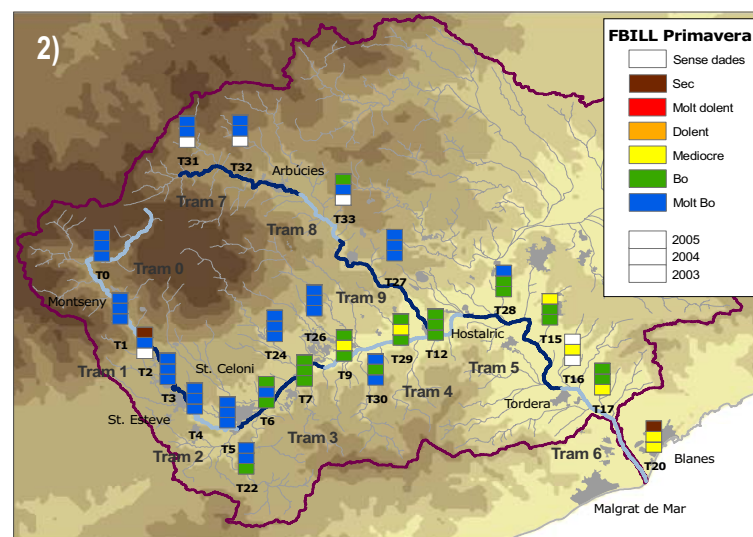 2)
FBILL Primavera
Sense dades
Sec
Molt dolent
Dolent
Mediocre
Bo
Molt Bo
2005
2004
2003
T31
T32
Arbúcies
Tram 7
T33
Tram 8
T0
Tram 0
T27
Montseny
Tram 9
T28
T26
T1
T24
Hostalric
T15
T2
St. Celoni
T29
T12
Tram 1
T9
Tram 5
T16
T3
T7
T30
Tram 4
T17
St. Esteve
T4
T6
Tordera
T5
Tram 3
Tram 2
Tram 6
T20
Blanes
T22
Malgrat de Mar